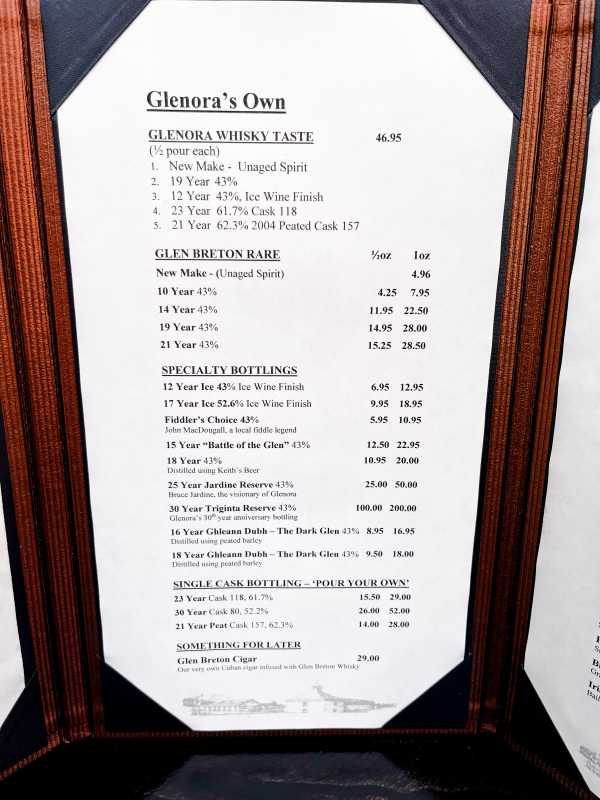 Glenora's Own
GLENORA WHISKY TASTE 46.95
(½ pour each)
1. New Make - Unaged Spirit
2. 19 Year 43%
3. 12 Year 43%, Ice Wine Finish
4. 23 Year 61.7% Cask 118
5. 21 Year 62.3% 2004 Peated Cask 157
GLEN BRETON RARE ½oz 1oz
New Make - (Unaged Spirit) 4.96
10 Year 43% 4.25 7.95
14 Year 43% 11.95 22.50
19 Year 43% 14.95 28.00
21 Year 43% 15.25 28.50
SPECIALTY BOTTLINGS
12 Year Ice 43% Ice Wine Finish 6.95 12.95
17 Year Ice 52.6% Ice Wine Finish 9.95 18.95
Fiddler's Choice 43% 5.95 10.95
John MacDougall, a local fiddle legend
15 Year "Battle of the Glen" 43% 12.50 22.95
18 Year 43% 10.95 20.00
Distilled using Keith's Beer
25 Year Jardine Reserve 43% 25.00 50.00
Bruce Jardine, the visionary of Glenora
30 Year Triginta Reserve 43% 100.00 200.00
Glenora's 30th year anniversary bottling
16 Year Ghleann Dubh – The Dark Glen 43% 8.95 16.95
Distilled using peated barley
18 Year Ghleann Dubh – The Dark Glen 43% 9.50 18.00
Distilled using peated barley
SINGLE CASK BOTTLING – 'POUR YOUR OWN'
23 Year Cask 118, 61.7% 15.50 29.00
30 Year Cask 80, 52.2% 26.00 52.00
21 Year Peat Cask 157, 62.3% 14.00 28.00
SOMETHING FOR LATER
Glen Breton Cigar 29.00
Our very own Cuban cigar infused with Glen Breton Whisky